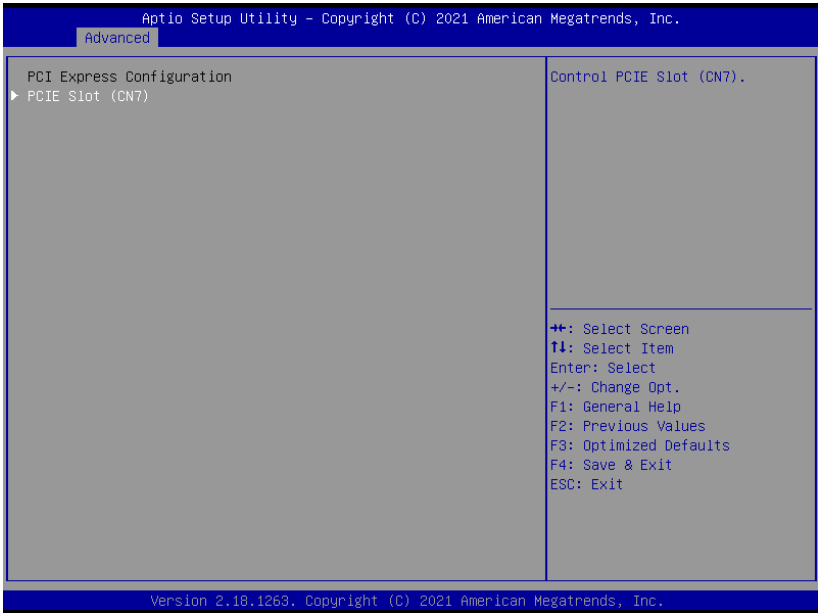 Aptio Setup Utility – Copyright (C) 2021 American Megatrends, Inc.
Advanced
PCI Express Configuration
▶ PCIE Slot (CN7)
Control PCIE Slot (CN7).
→←: Select Screen
↑↓: Select Item
Enter: Select
+/-: Change Opt.
F1: General Help
F2: Previous Values
F3: Optimized Defaults
F4: Save & Exit
ESC: Exit
Version 2.18.1263. Copyright (C) 2021 American Megatrends, Inc.